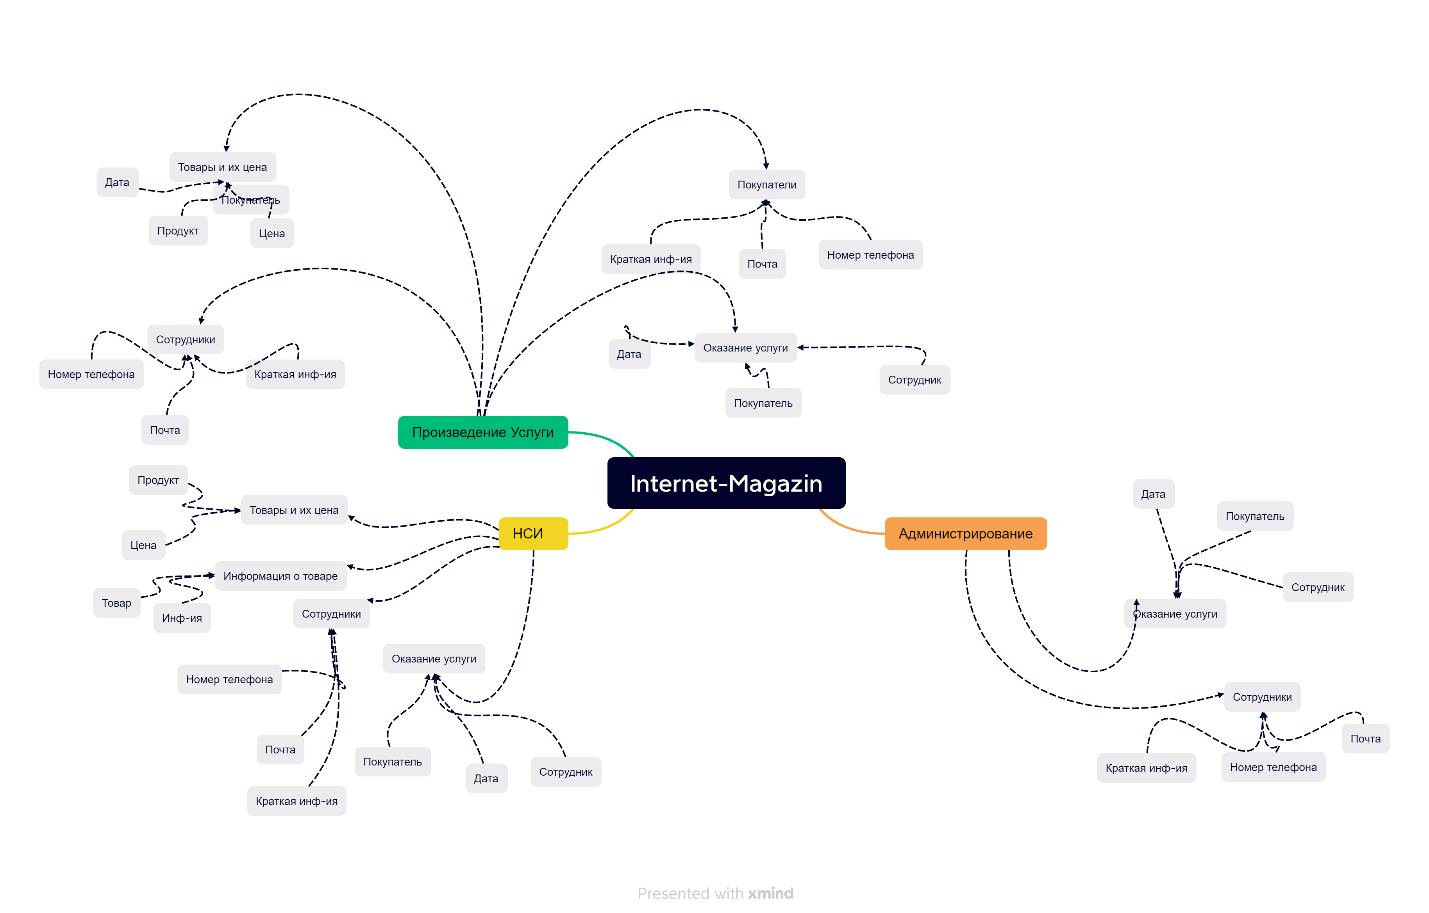 Товары и их цена
Дата
Покупатель
Продукт
Цена
Покупатели
Краткая инф-ия
Почта
Номер телефона
Сотрудники
Номер телефона
Краткая инф-ия
Почта
Дата
Оказание услуги
Сотрудник
Покупатель
Произведение Услуги
Internet-Magazin
НСИ
Администрирование
Продукт
Товары и их цена
Цена
Информация о товаре
Товар
Инф-ия
Сотрудники
Номер телефона
Почта
Краткая инф-ия
Оказание услуги
Покупатель
Дата
Сотрудник
Дата
Покупатель
Сотрудник
Оказание услуги
Сотрудники
Краткая инф-ия
Номер телефона
Почта
Presented with xmind